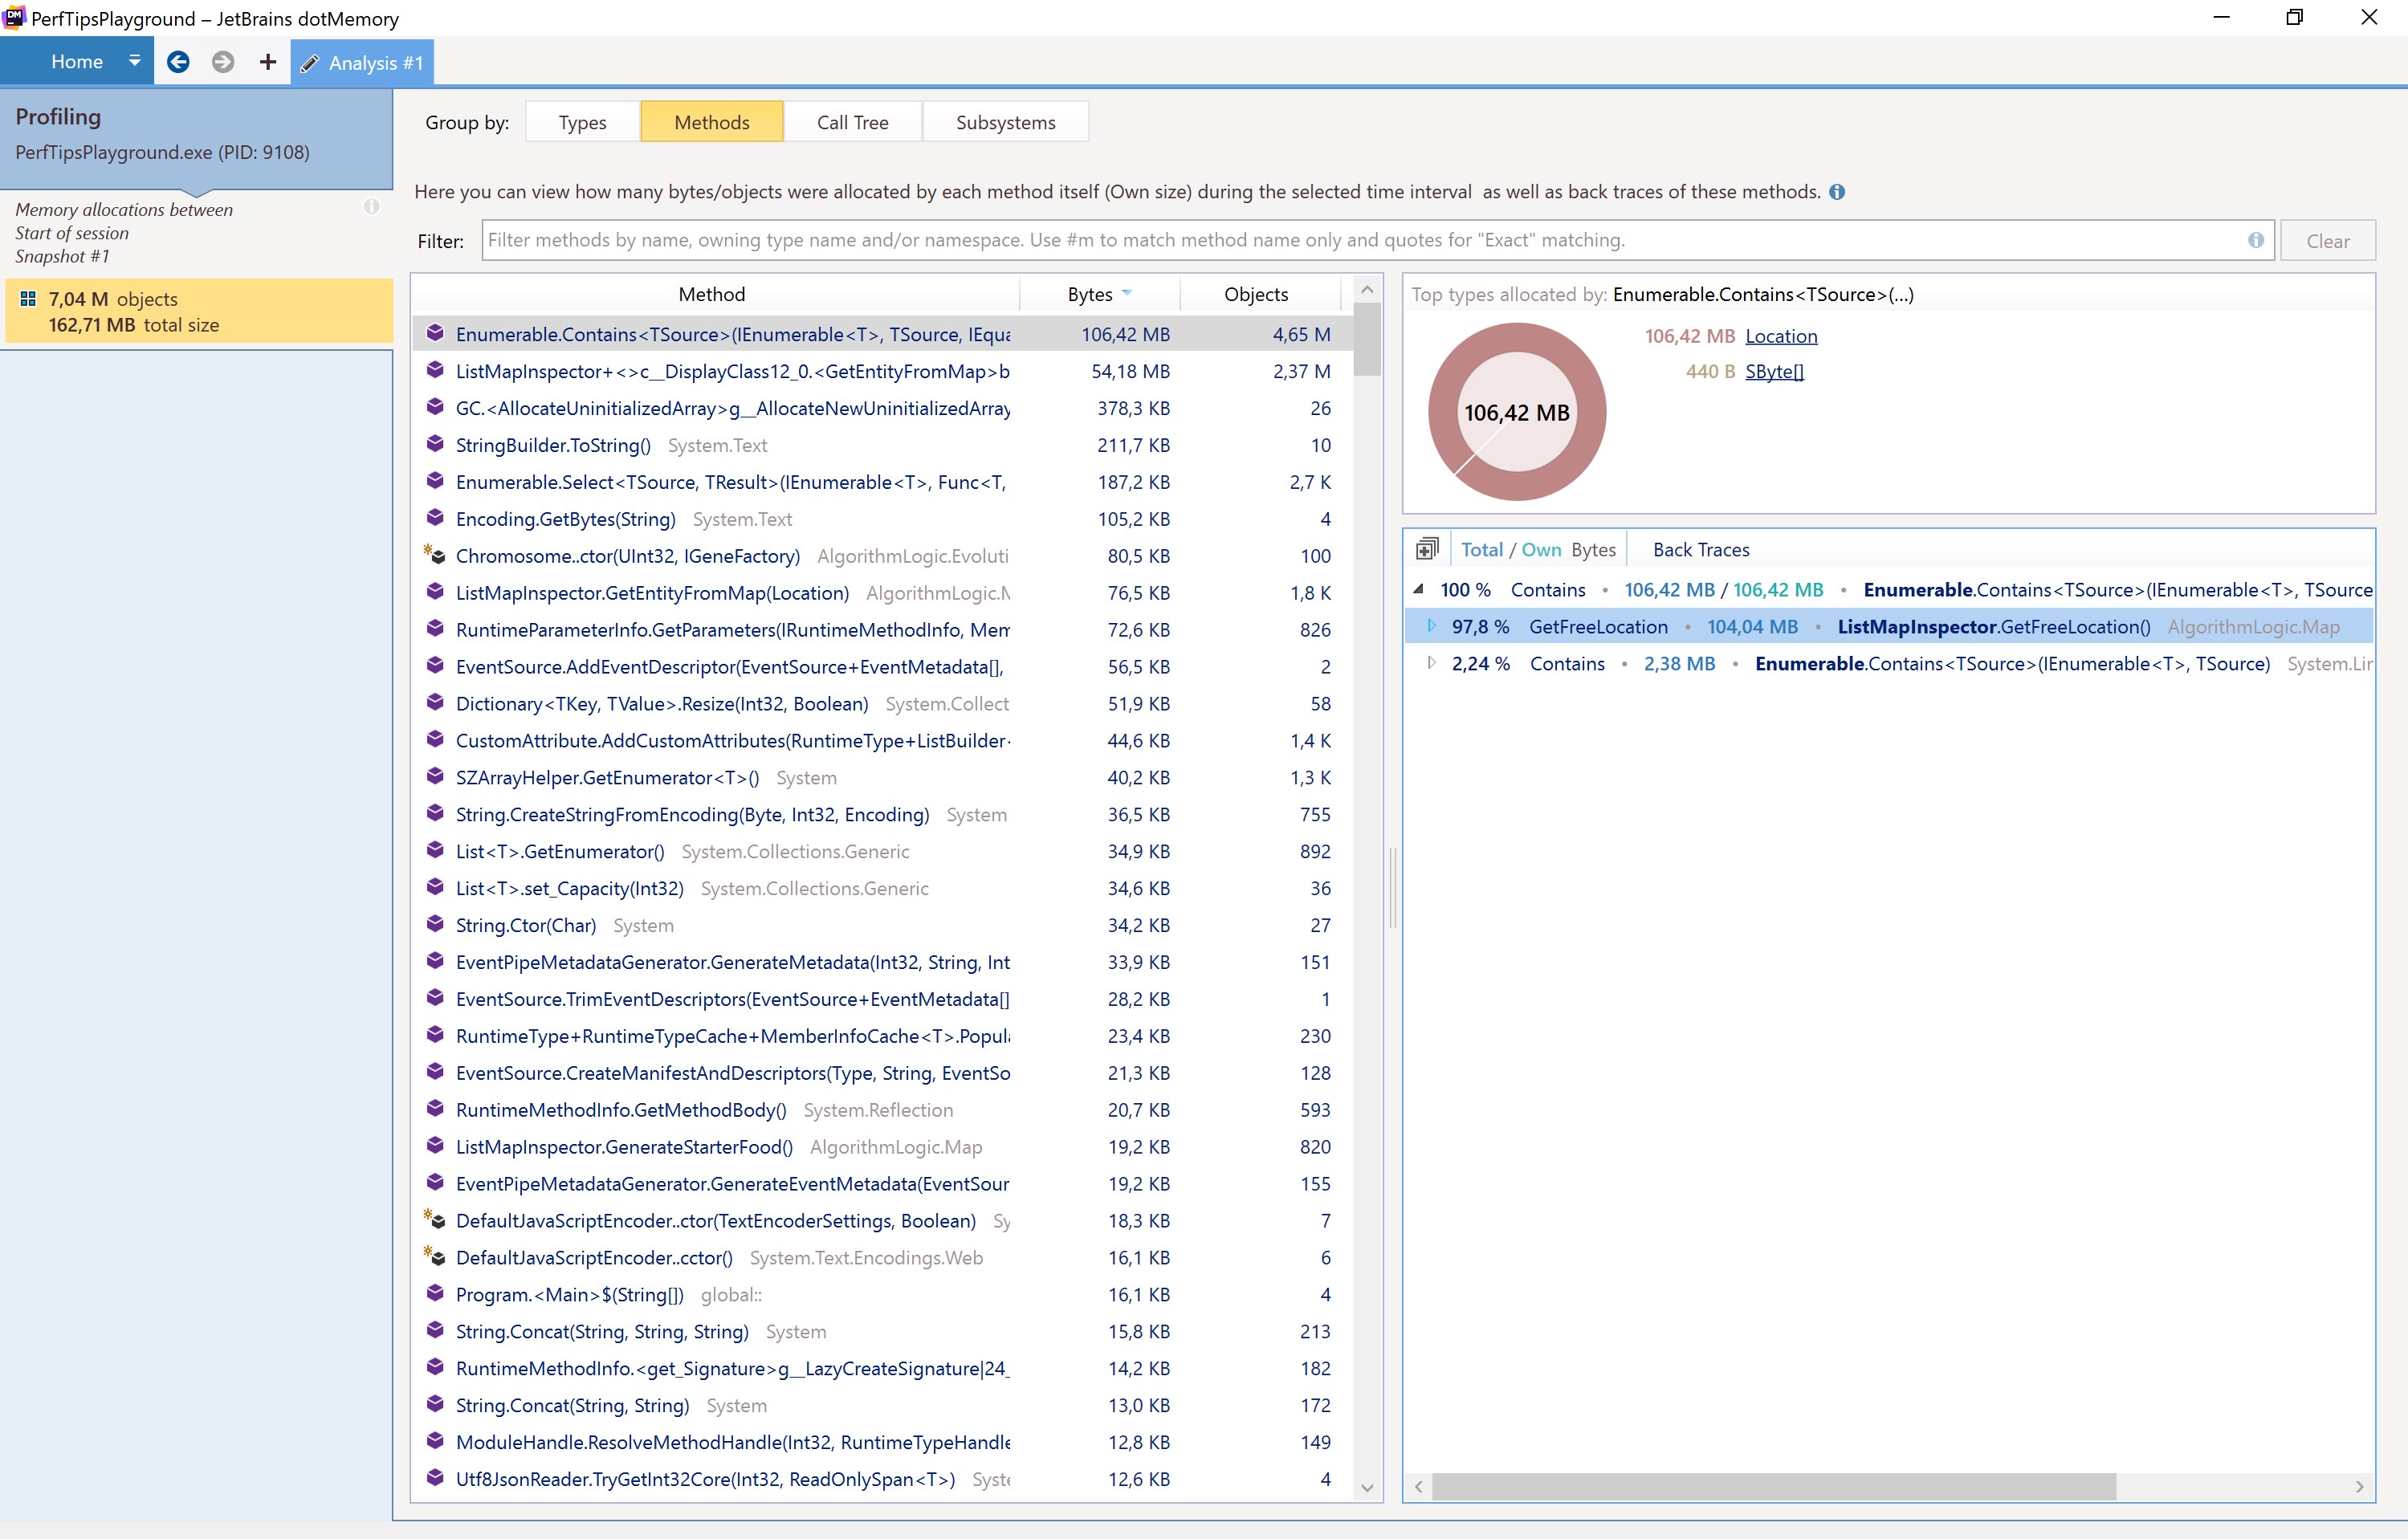 PerfTipsPlayground – JetBrains dotMemory
Home
Analysis #1
Profiling
PerfTipsPlayground.exe (PID: 9108)
Memory allocations between
Start of session
Snapshot #1
7,04 M objects
162,71 MB total size
Group by: Types Methods Call Tree Subsystems
Here you can view how many bytes/objects were allocated by each method itself (Own size) during the selected time interval as well as back traces of these methods.
Filter: Filter methods by name, owning type name and/or namespace. Use #m to match method name only and quotes for "Exact" matching. Clear
Method Bytes Objects
Enumerable.Contains<TSource>(IEnumerable<T>, TSource, IEqua 106,42 MB 4,65 M
ListMapInspector+<>c__DisplayClass12_0.<GetEntityFromMap>b 54,18 MB 2,37 M
GC.<AllocateUninitializedArray>g__AllocateNewUninitializedArray 378,3 KB 26
StringBuilder.ToString() System.Text 211,7 KB 10
Enumerable.Select<TSource, TResult>(IEnumerable<T>, Func<T, 187,2 KB 2,7 K
Encoding.GetBytes(String) System.Text 105,2 KB 4
Chromosome..ctor(UInt32, IGeneFactory) AlgorithmLogic.Evoluti 80,5 KB 100
ListMapInspector.GetEntityFromMap(Location) AlgorithmLogic.M 76,5 KB 1,8 K
RuntimeParameterInfo.GetParameters(IRuntimeMethodInfo, Mem 72,6 KB 826
EventSource.AddEventDescriptor(EventSource+EventMetadata[], 56,5 KB 2
Dictionary<TKey, TValue>.Resize(Int32, Boolean) System.Collect 51,9 KB 58
CustomAttribute.AddCustomAttributes(RuntimeType+ListBuilder 44,6 KB 1,4 K
SZArrayHelper.GetEnumerator<T>() System 40,2 KB 1,3 K
String.CreateStringFromEncoding(Byte, Int32, Encoding) System 36,5 KB 755
List<T>.GetEnumerator() System.Collections.Generic 34,9 KB 892
List<T>.set_Capacity(Int32) System.Collections.Generic 34,6 KB 36
String.Ctor(Char) System 34,2 KB 27
EventPipeMetadataGenerator.GenerateMetadata(Int32, String, Int 33,9 KB 151
EventSource.TrimEventDescriptors(EventSource+EventMetadata[] 28,2 KB 1
RuntimeType+RuntimeTypeCache+MemberInfoCache<T>.Popula 23,4 KB 230
EventSource.CreateManifestAndDescriptors(Type, String, EventSo 21,3 KB 128
RuntimeMethodInfo.GetMethodBody() System.Reflection 20,7 KB 593
ListMapInspector.GenerateStarterFood() AlgorithmLogic.Map 19,2 KB 820
EventPipeMetadataGenerator.GenerateEventMetadata(EventSour 19,2 KB 155
DefaultJavaScriptEncoder..ctor(TextEncoderSettings, Boolean) Sy 18,3 KB 7
DefaultJavaScriptEncoder..cctor() System.Text.Encodings.Web 16,1 KB 6
Program.<Main>$(String[]) global:: 16,1 KB 4
String.Concat(String, String, String) System 15,8 KB 213
RuntimeMethodInfo.<get_Signature>g__LazyCreateSignature|24_ 14,2 KB 182
String.Concat(String, String) System 13,0 KB 172
ModuleHandle.ResolveMethodHandle(Int32, RuntimeTypeHandle 12,8 KB 149
Utf8JsonReader.TryGetInt32Core(Int32, ReadOnlySpan<T>) Syste 12,6 KB 4
Top types allocated by: Enumerable.Contains<TSource>(...)
106,42 MB
106,42 MB Location
440 B SByte[]
Total / Own Bytes Back Traces
100 % Contains • 106,42 MB / 106,42 MB • Enumerable.Contains<TSource>(IEnumerable<T>, TSource
97,8 % GetFreeLocation • 104,04 MB • ListMapInspector.GetFreeLocation() AlgorithmLogic.Map
2,24 % Contains • 2,38 MB • Enumerable.Contains<TSource>(IEnumerable<T>, TSource) System.Lir